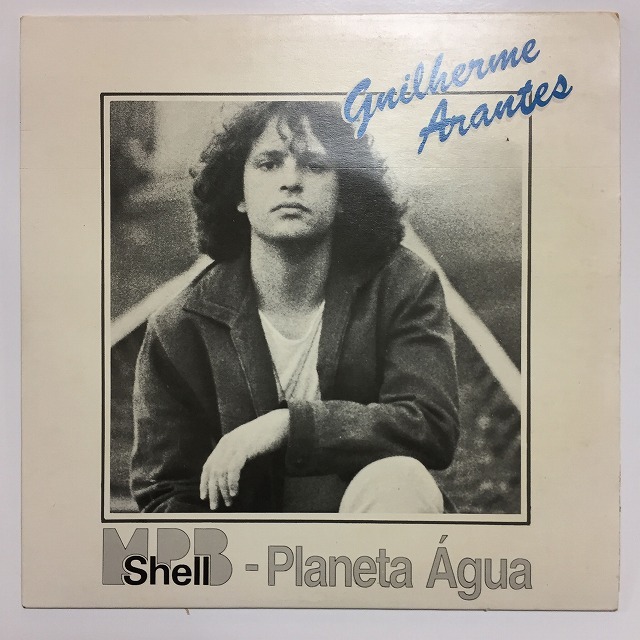 Guilherme
Arantes
MPB
Shell - Planeta Água